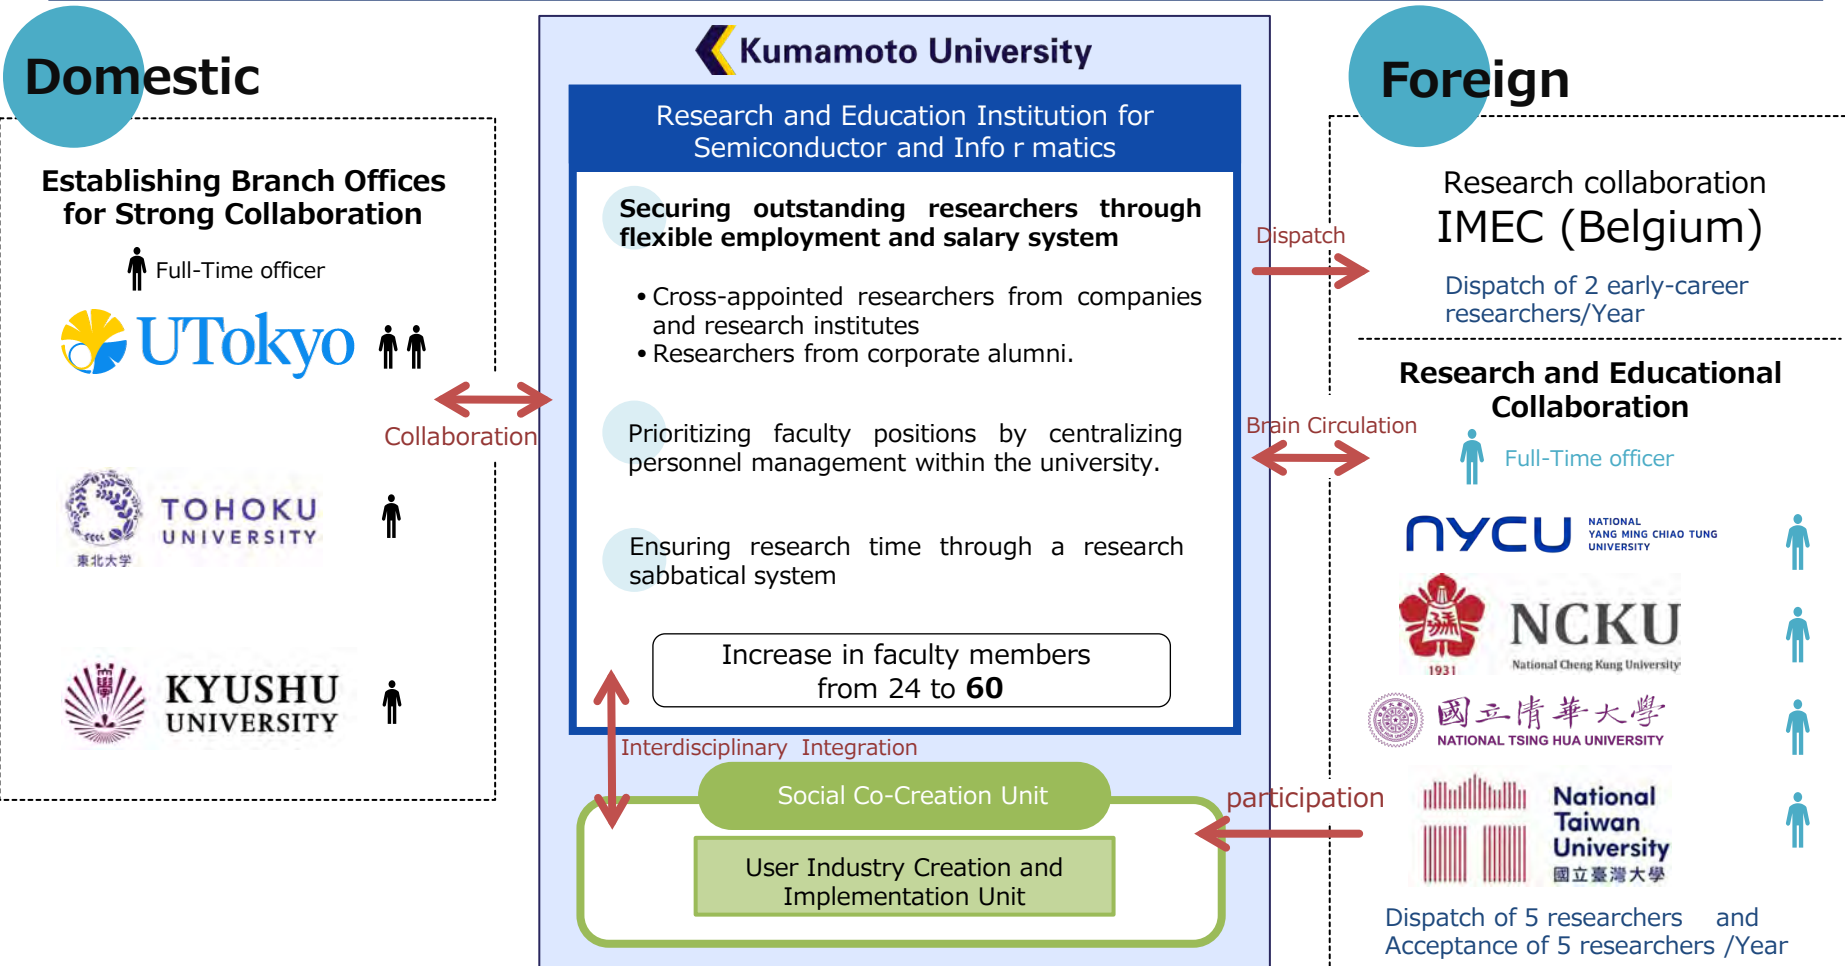 Domestic
Establishing Branch Offices
for Strong Collaboration
Full-Time officer
UTokyo
TOHOKU
UNIVERSITY
東北大学
KYUSHU
UNIVERSITY
Collaboration
Kumamoto University
Research and Education Institution for
Semiconductor and Info r matics
Securing outstanding researchers through
flexible employment and salary system
• Cross-appointed researchers from companies
and research institutes
• Researchers from corporate alumni.
Prioritizing faculty positions by centralizing
personnel management within the university.
Ensuring research time through a research
sabbatical system
Increase in faculty members
from 24 to 60
Interdisciplinary Integration
Social Co-Creation Unit
User Industry Creation and
Implementation Unit
Dispatch
Brain Circulation
participation
Foreign
Research collaboration
IMEC (Belgium)
Dispatch of 2 early-career
researchers/Year
Research and Educational
Collaboration
Full-Time officer
NYCU
NATIONAL
YANG MING CHIAO TUNG
UNIVERSITY
1931
NCKU
National Cheng Kung University
國立清華大學
NATIONAL TSING HUA UNIVERSITY
National
Taiwan
University
國立臺灣大學
Dispatch of 5 researchers and
Acceptance of 5 researchers /Year